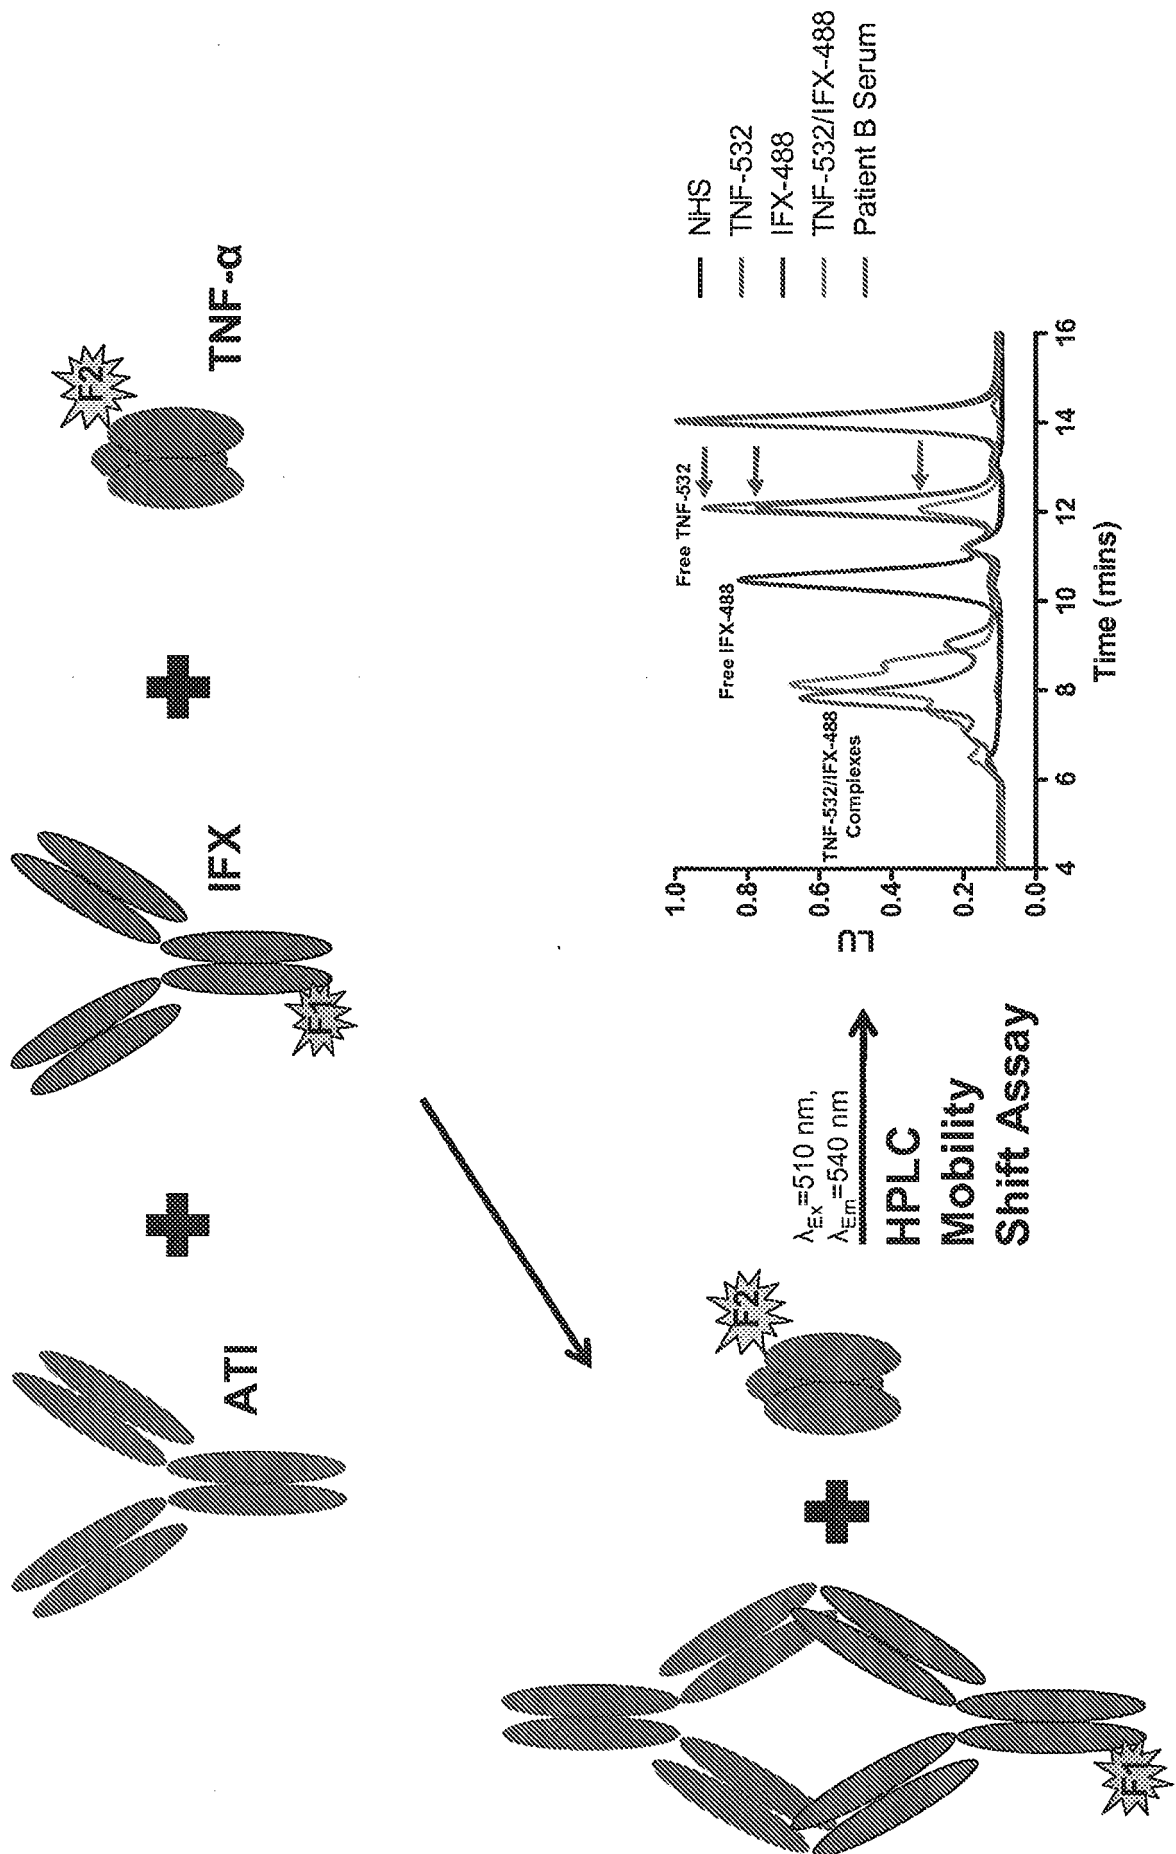 ATI
IFX
F1
TNF-α
F2
F1
F2
λEx=510 nm,
λEm=540 nm
HPLC
Mobility
Shift Assay
LU
1.0
0.8
0.6
0.4
0.2
0.0
4
6
8
10
12
14
16
Time (mins)
TNF-532/IFX-488
Complexes
Free IFX-488
Free TNF-532
NHS
TNF-532
IFX-488
TNF-532/IFX-488
Patient B Serum